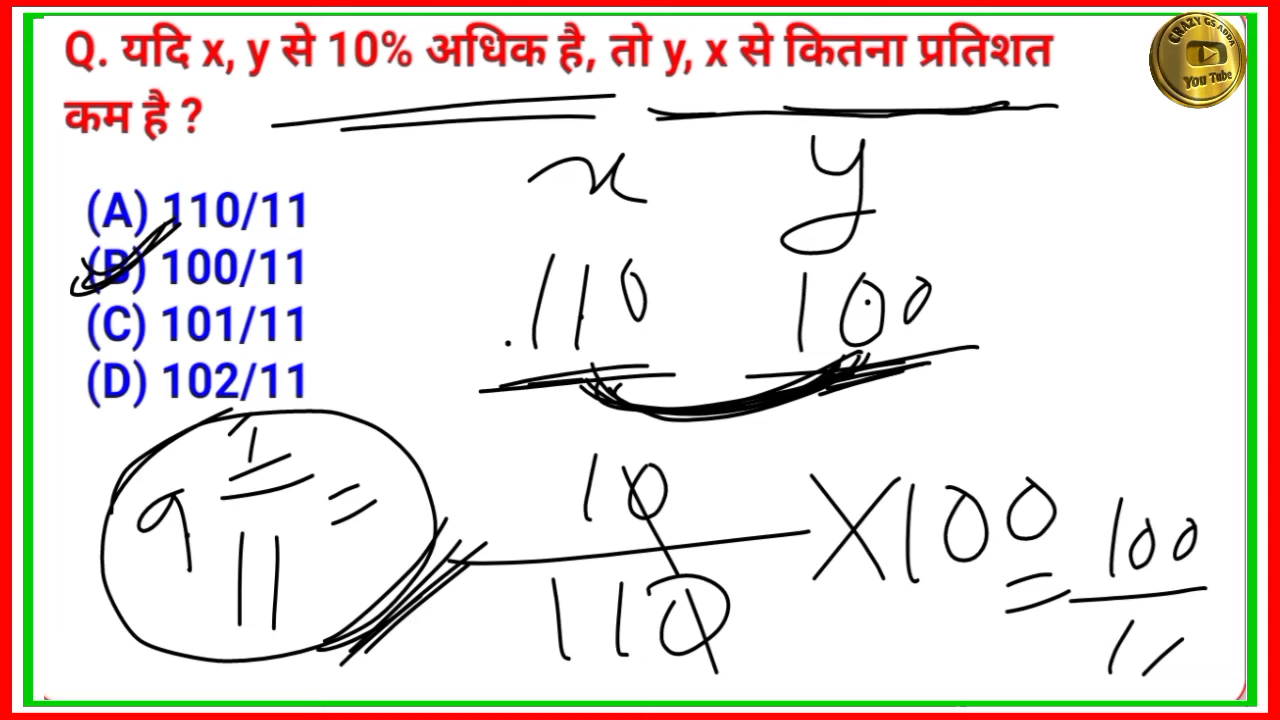 Q. यदि x, y से 10% अधिक है, तो y, x से कितना प्रतिशत
कम है ?
CRAZY GS ADDA
You Tube
x y
(A) 110/11
(B) 100/11
(C) 101/11
(D) 102/11
110 100
9 1/11 = 10/110 X100 = 100/11